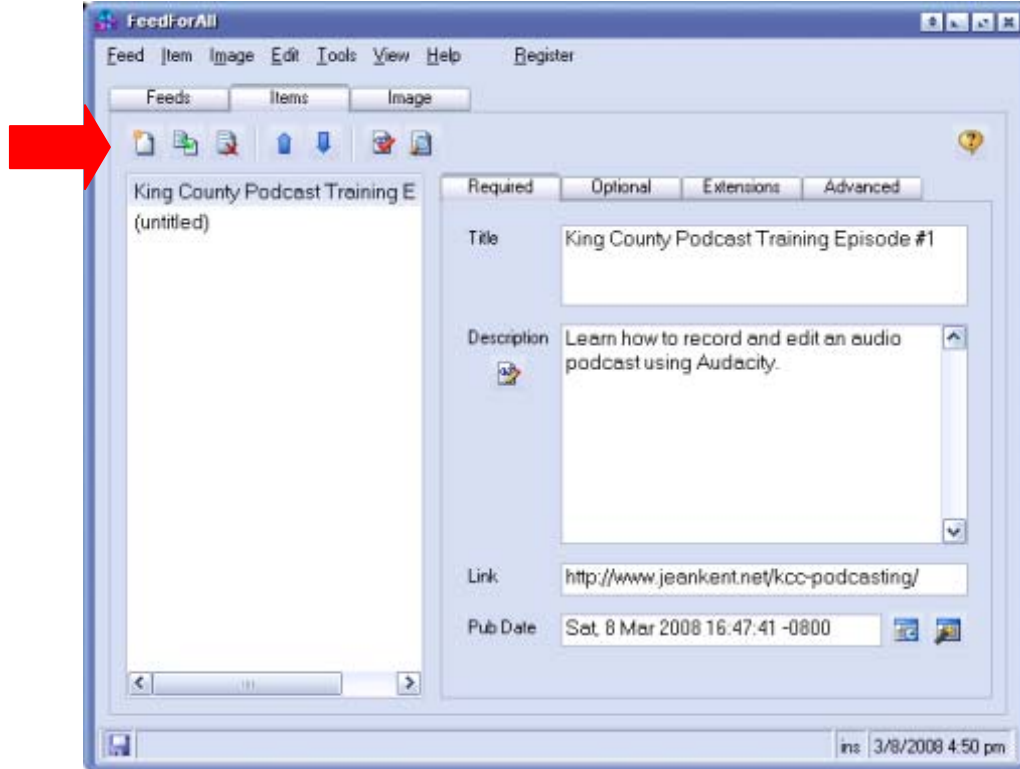 FeedForAll
Feed Item Image Edit Tools View Help Register
Feeds Items Image
King County Podcast Training E
(untitled)
Required Optional Extensions Advanced
Title
King County Podcast Training Episode #1
Description
Learn how to record and edit an audio
podcast using Audacity.
Link
http://www.jeankent.net/kcc-podcasting/
Pub Date
Sat, 8 Mar 2008 16:47:41 -0800
ins 3/8/2008 4:50 pm